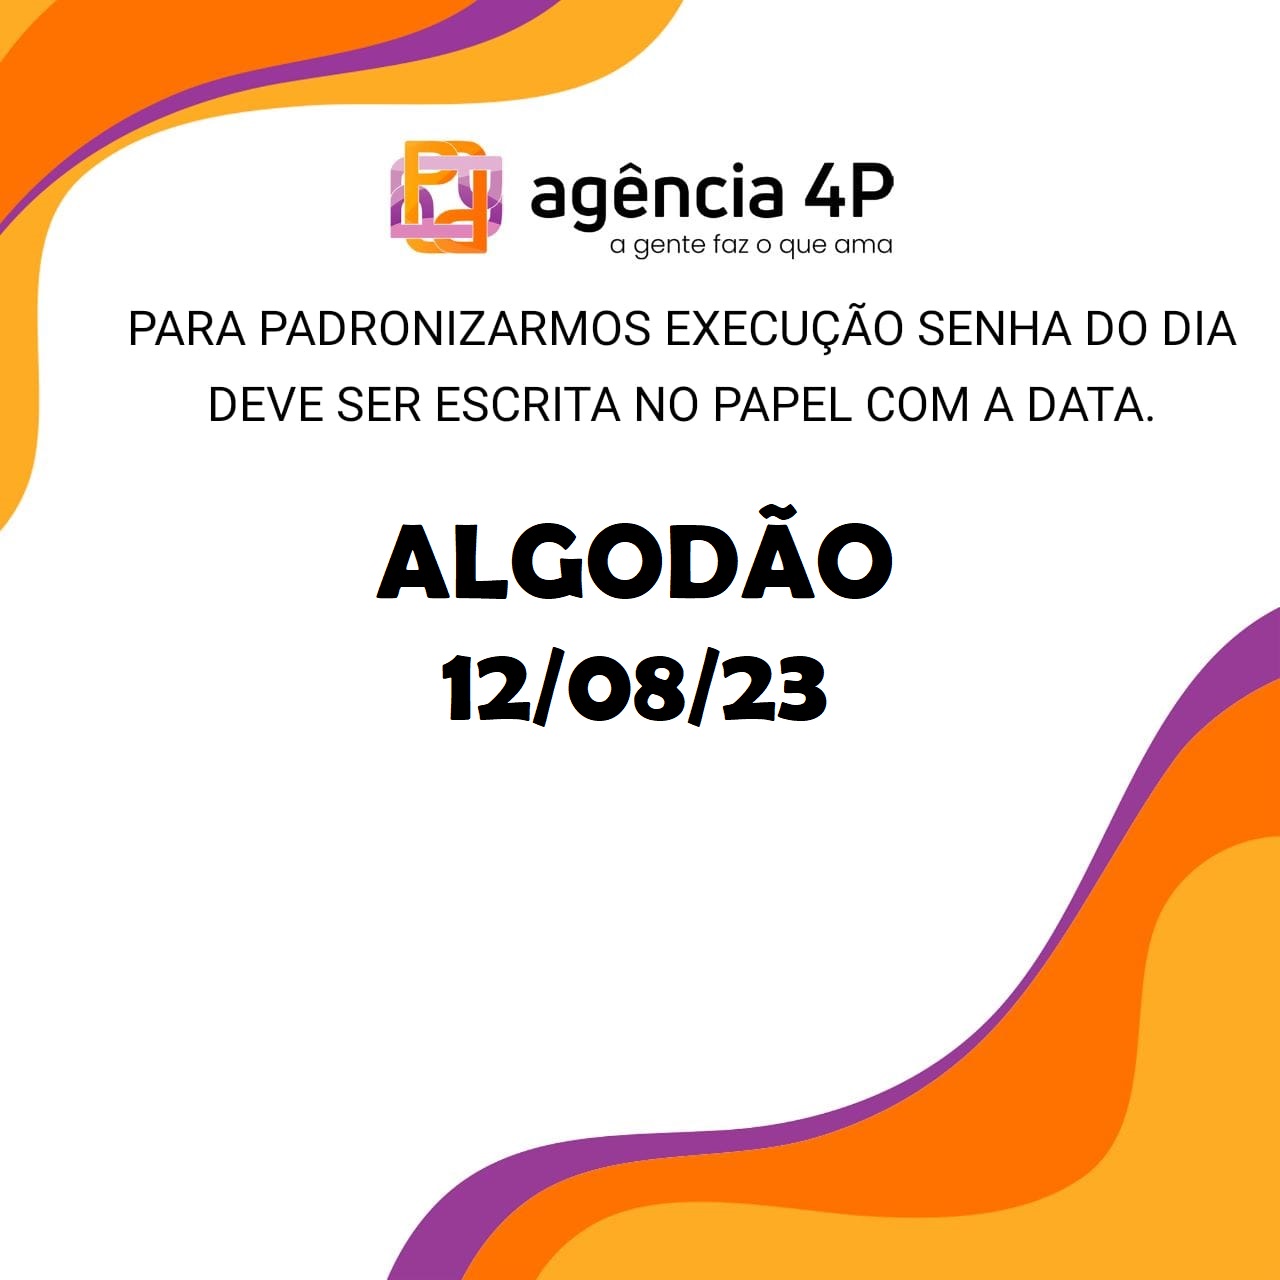 agência 4P
a gente faz o que ama
PARA PADRONIZARMOS EXECUÇÃO SENHA DO DIA
DEVE SER ESCRITA NO PAPEL COM A DATA.
ALGODÃO
12/08/23